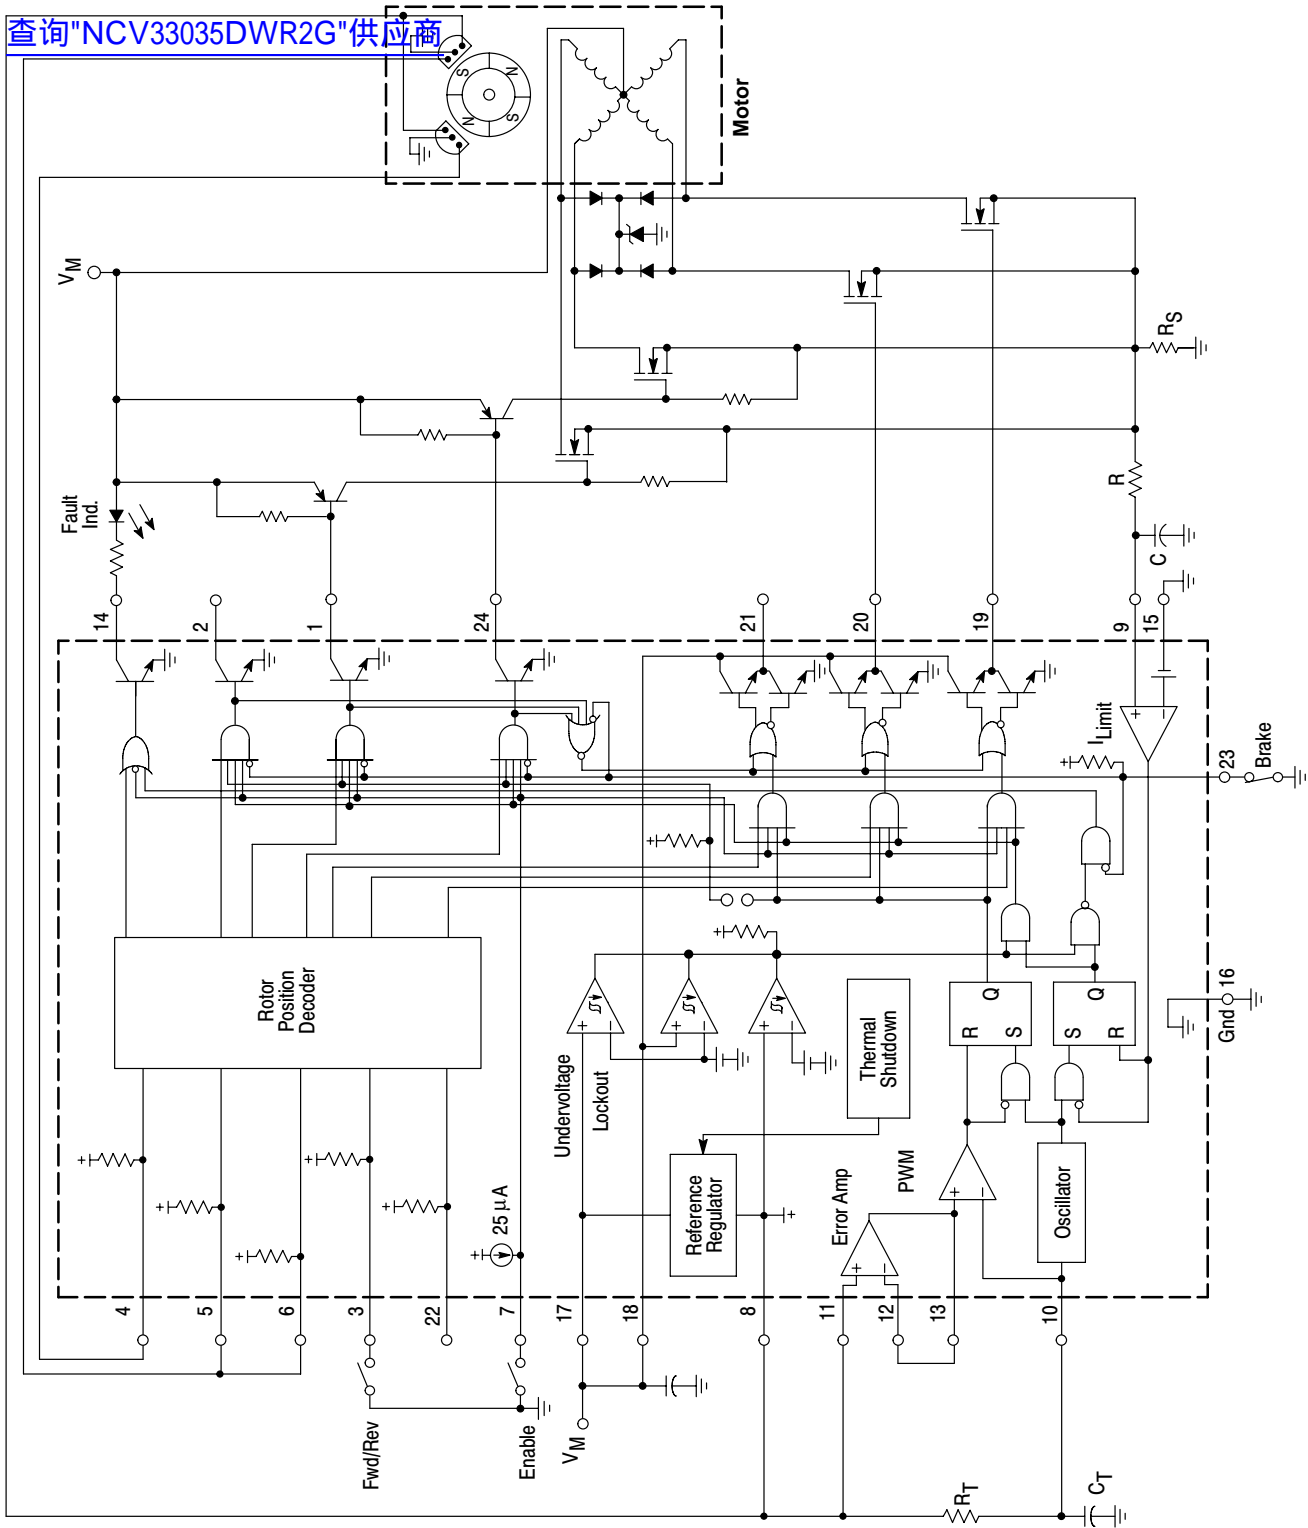 查询"NCV33035DWR2G"供应商
S
N
N
S
Motor
VM
RS
Fault
Ind.
R
C
14
2
1
24
21
20
19
9
15
ILimit
23
Brake
Rotor
Position
Decoder
Undervoltage
Lockout
Thermal
Shutdown
R
Q
S
S
Q
R
Gnd 16
25 µA
Reference
Regulator
Error Amp
PWM
Oscillator
4
5
6
3
22
7
17
18
8
11
12
13
10
Fwd/Rev
Enable
VM
RT
CT